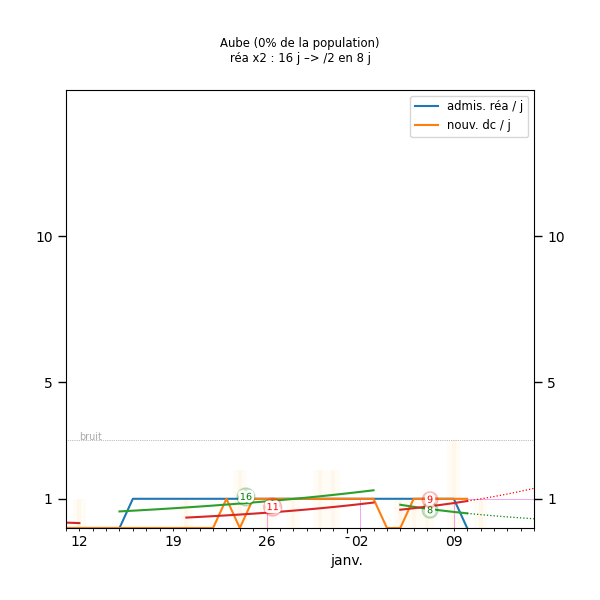 Aube (0% de la population)
réa x2 : 16 j –> /2 en 8 j
admis. réa / j
nouv. dc / j
10 10
5 5
bruit
16 9
1 1
11 8
12 19 26 02 09
janv.